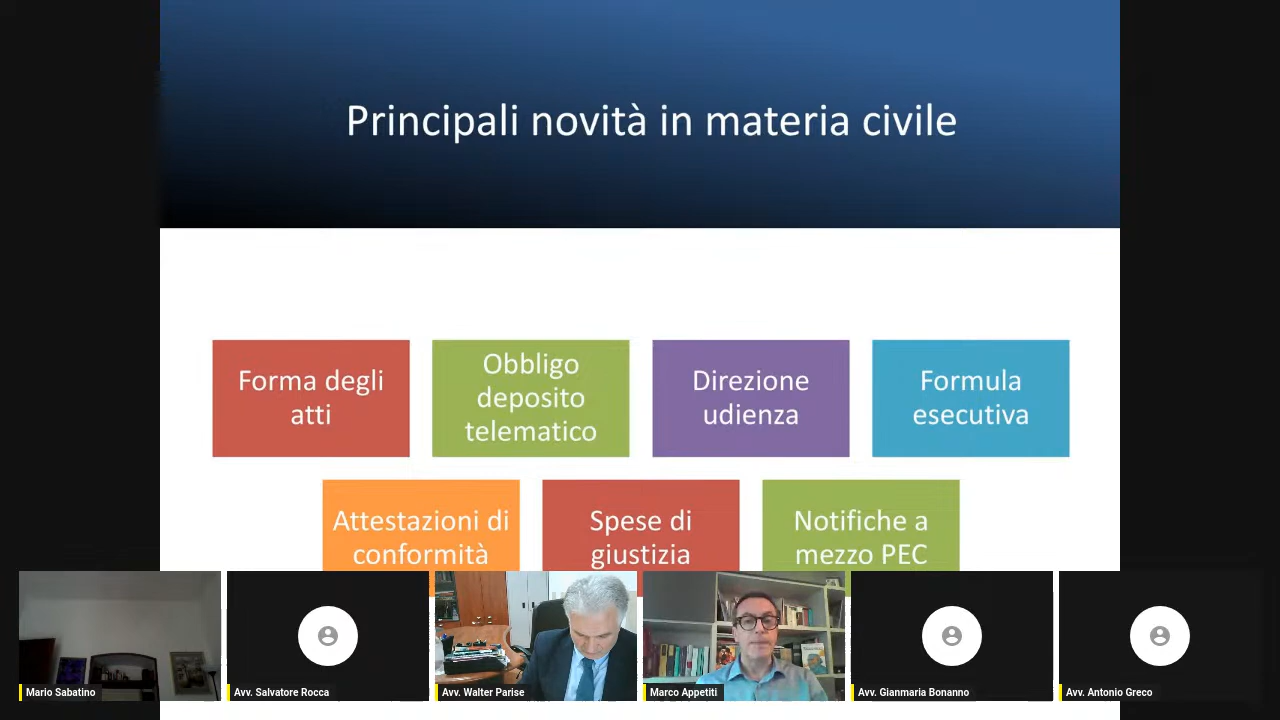 Principali novità in materia civile
Forma degli
atti
Obbligo
deposito
telematico
Direzione
udienza
Formula
esecutiva
Attestazioni di
conformità
Spese di
giustizia
Notifiche a
mezzo PEC
Mario Sabatino
Avv. Salvatore Rocca
Avv. Walter Parise
Marco Appetiti
Avv. Gianmaria Bonanno
Avv. Antonio Greco